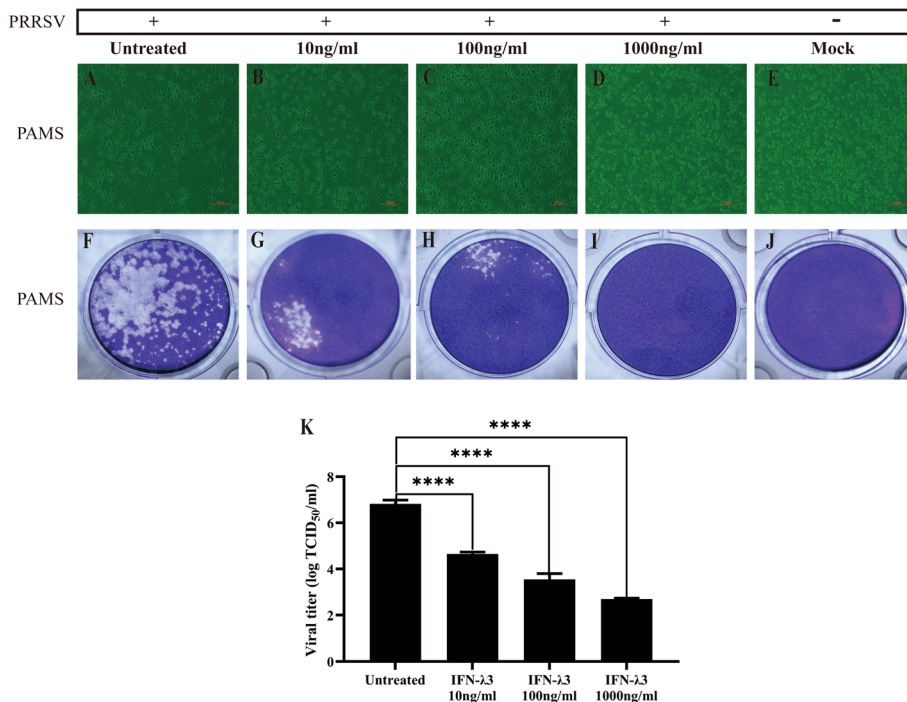 PRRSV + + + + -
Untreated 10ng/ml 100ng/ml 1000ng/ml Mock
A B C D E
PAMS
F G H I J
PAMS
K
****
****
****
Viral titer (log TCID50/ml)
8
6
4
2
0
Untreated IFN-λ3 IFN-λ3 IFN-λ3
10ng/ml 100ng/ml 1000ng/ml